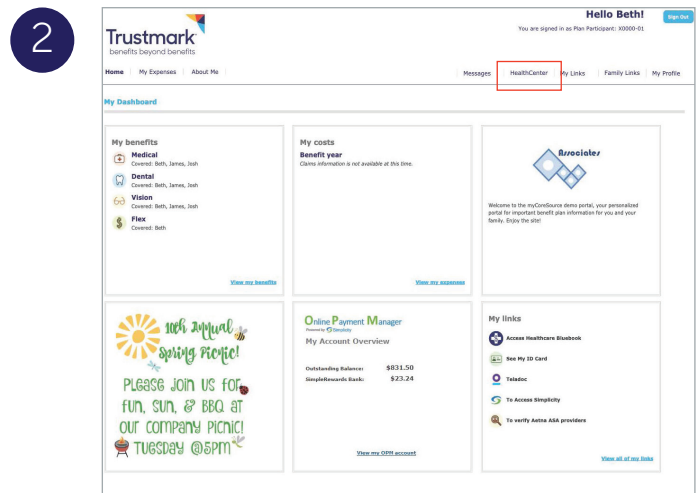 2
Hello Beth!
Sign Out
You are signed in as Plan Participant: X0000-01
Trustmark
benefits beyond benefits
Home
My Expenses
About Me
Messages
HealthCenter
My Links
Family Links
My Profile
My Dashboard
My benefits
Medical
Covered: Beth, James, Josh
Dental
Covered: Beth, James, Josh
Vision
Covered: Beth, James, Josh
Flex
Covered: Beth
View my benefits
My costs
Benefit year
Claims information is not available at this time.
View my expenses
Associates
Welcome to the myCoreSource demo portal, your personalized
portal for important benefit plan information for you and your
family. Enjoy the site!
10th Annual
Spring Picnic!
Please join us for
fun, sun, & BBQ at
our company picnic!
Tuesday @5pm
Online Payment Manager
Powered by Simplicity
My Account Overview
Outstanding Balance: $831.50
SimpleRewards Bank: $23.24
View my OPM account
My links
Access Healthcare Bluebook
See My ID Card
Teladoc
To Access Simplicity
To verify Aetna ASA providers
View all of my links